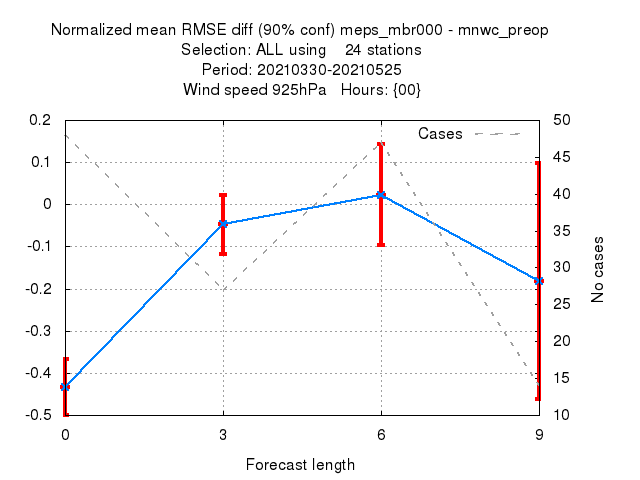 Normalized mean RMSE diff (90% conf) meps_mbr000 - mnwc_preop
Selection: ALL using    24 stations
Period: 20210330-20210525
Wind speed 925hPa   Hours: {00}
Cases
0.2
0.1
0
-0.1
-0.2
-0.3
-0.4
-0.5
50
45
40
35
30
25
20
15
10
No cases
0 3 6 9
Forecast length